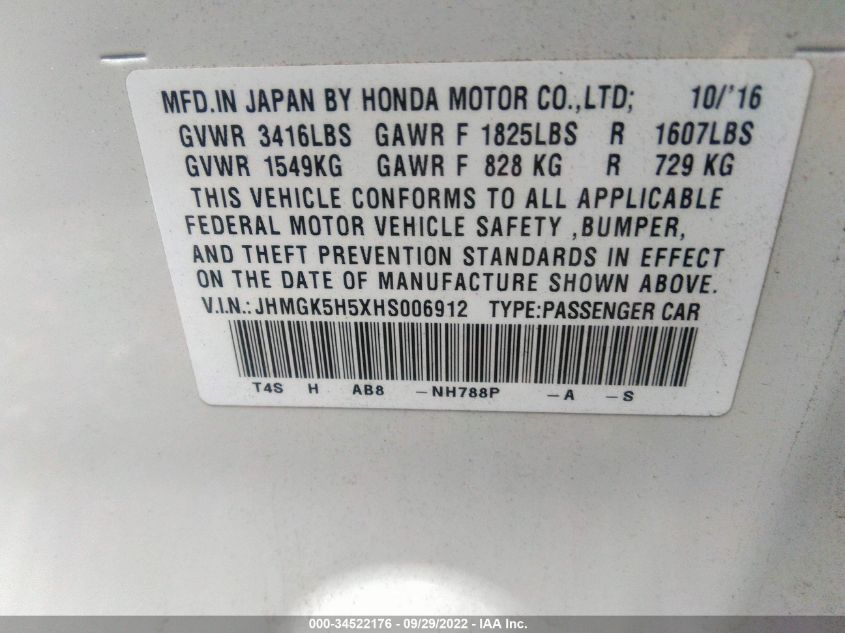 MFD.IN JAPAN BY HONDA MOTOR CO.,LTD; 10/'16
GVWR 3416LBS GAWR F 1825LBS R 1607LBS
GVWR 1549KG GAWR F 828 KG R 729 KG
THIS VEHICLE CONFORMS TO ALL APPLICABLE
FEDERAL MOTOR VEHICLE SAFETY ,BUMPER,
AND THEFT PREVENTION STANDARDS IN EFFECT
ON THE DATE OF MANUFACTURE SHOWN ABOVE.
V.I.N.: JHMGK5H5XHS006912 TYPE:PASSENGER CAR
T4S H AB8 -NH788P -A -S
000-34522176 - 09/29/2022 - IAA Inc.